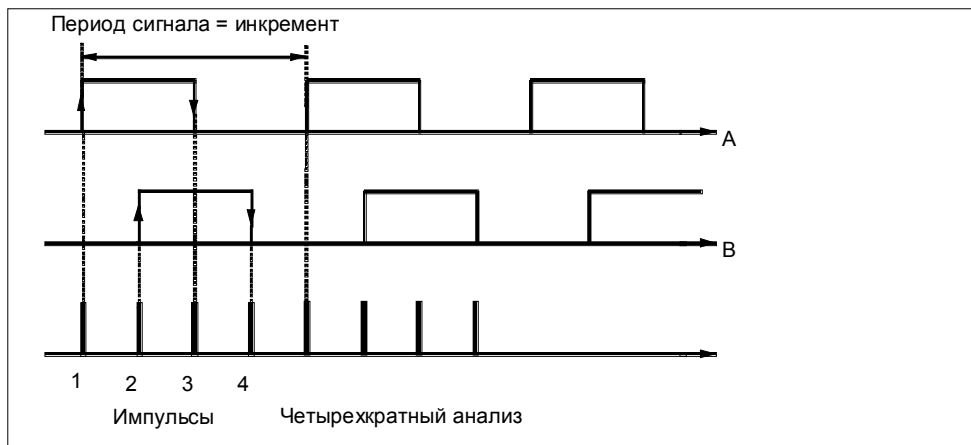 Период сигнала = инкремент
A
B
1 2 3 4
Импульсы Четырехкратный анализ